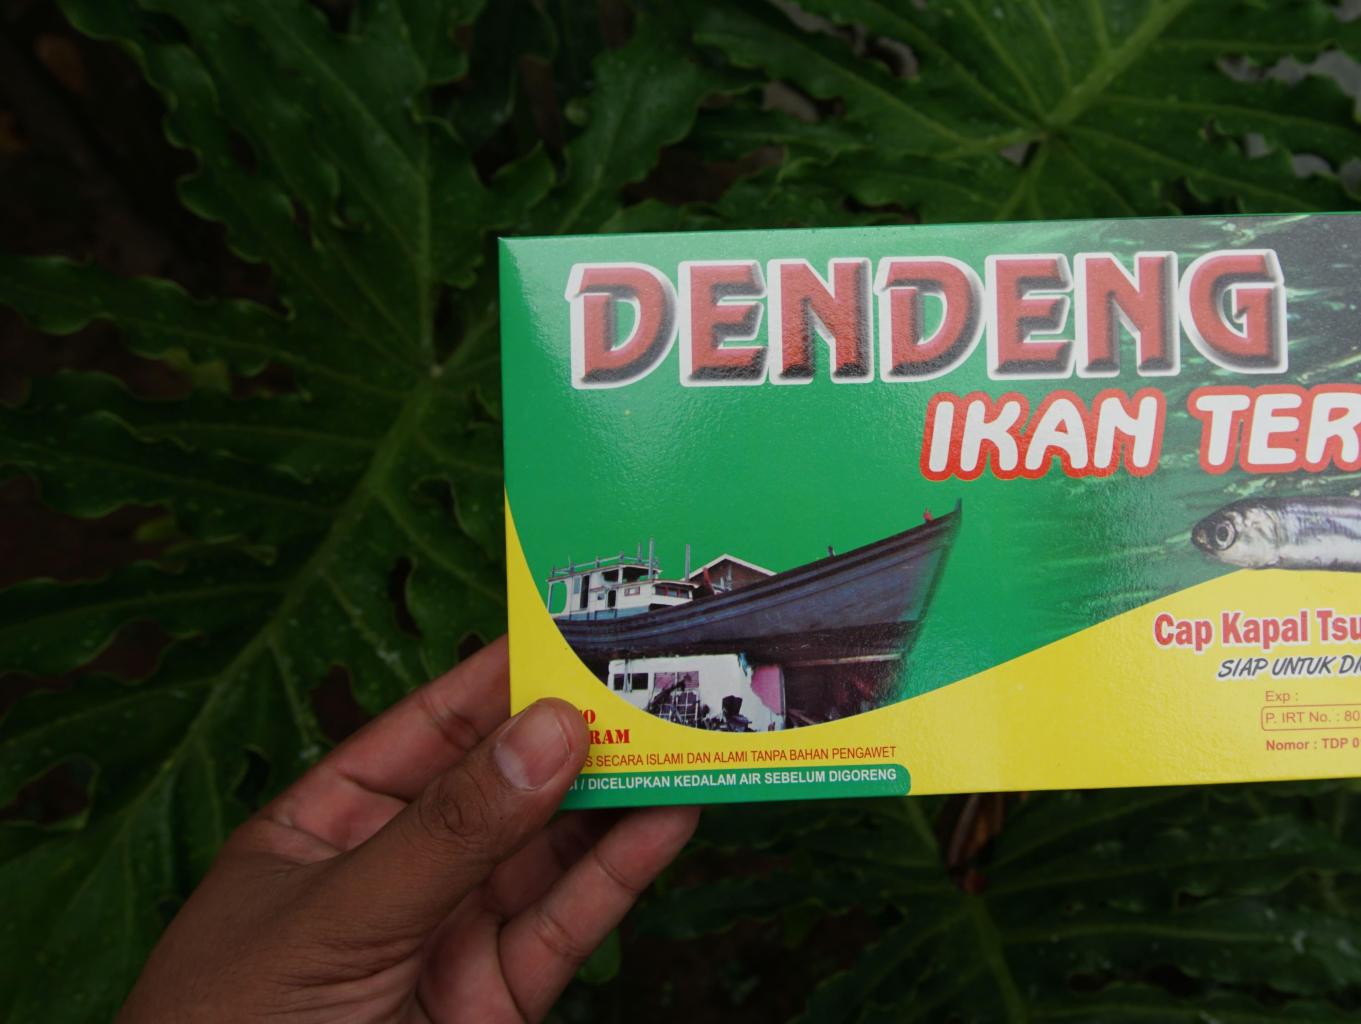 DENDENG
IKAN TER
Cap Kapal Tsu
SIAP UNTUK DI
Exp :
P. IRT No. : 80
Nomor : TDP 0
RAM
SECARA ISLAMI DAN ALAMI TANPA BAHAN PENGAWET
/ DICELUPKAN KEDALAM AIR SEBELUM DIGORENG